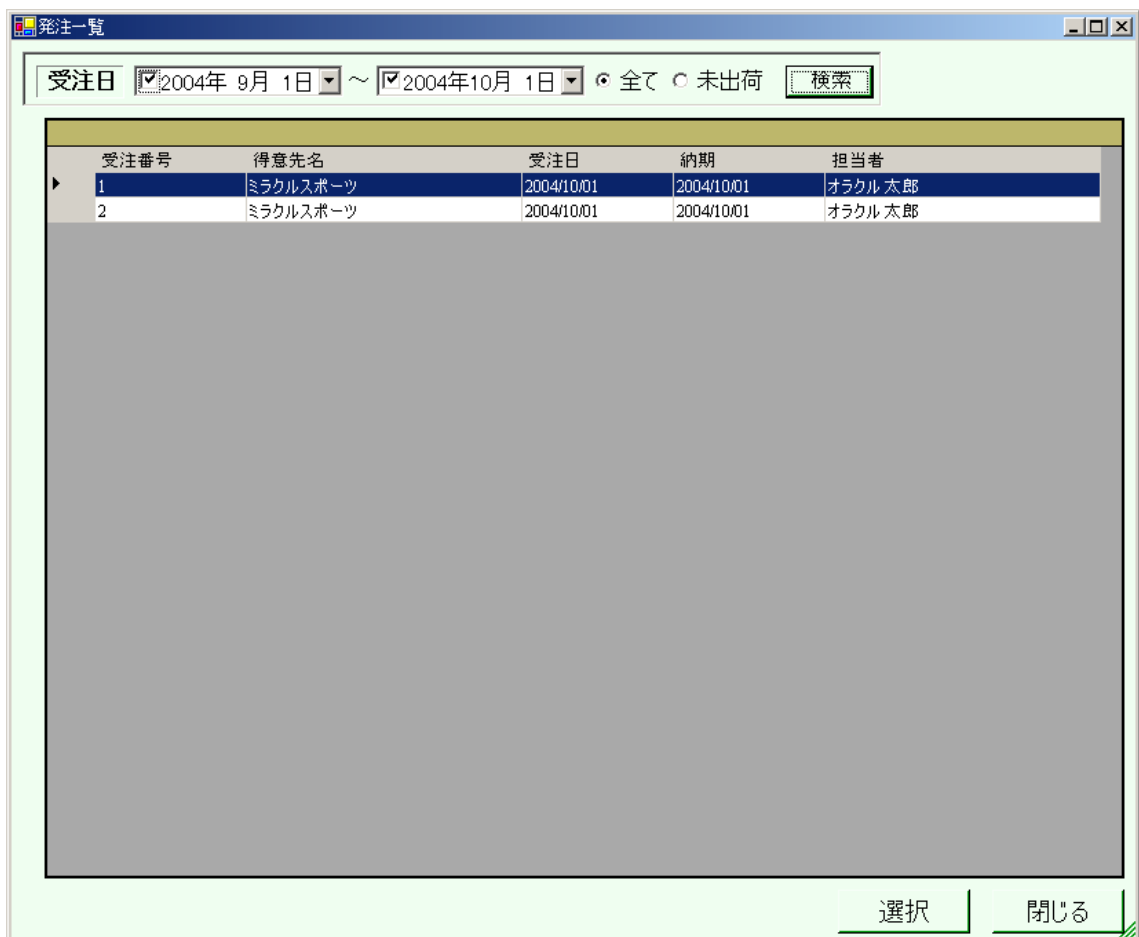 発注一覧
受注日 2004年 9月 1日 ～ 2004年10月 1日 全て 未出荷 検索
受注番号 得意先名 受注日 納期 担当者
1 ミラクルスポーツ 2004/10/01 2004/10/01 オラクル 太郎
2 ミラクルスポーツ 2004/10/01 2004/10/01 オラクル 太郎
選択 閉じる